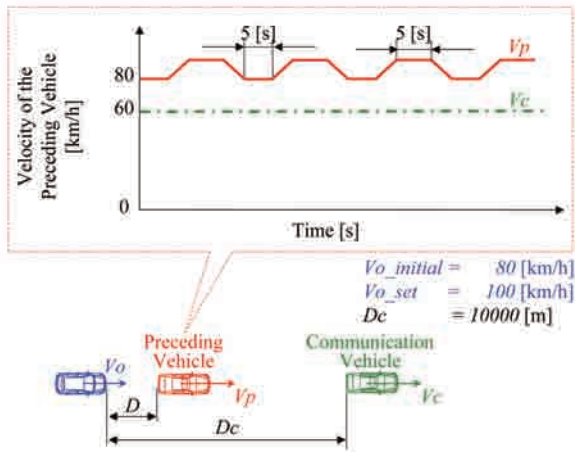 5 [s]
5 [s]
Vp
Velocity of the
Preceding Vehicle
[km/h]
80
Vc
60
0
Time [s]
Vo_initial = 80 [km/h]
Vo_set = 100 [km/h]
Dc = 10000 [m]
Preceding
Vehicle
Communication
Vehicle
Vo
D
Vp
Vc
Dc